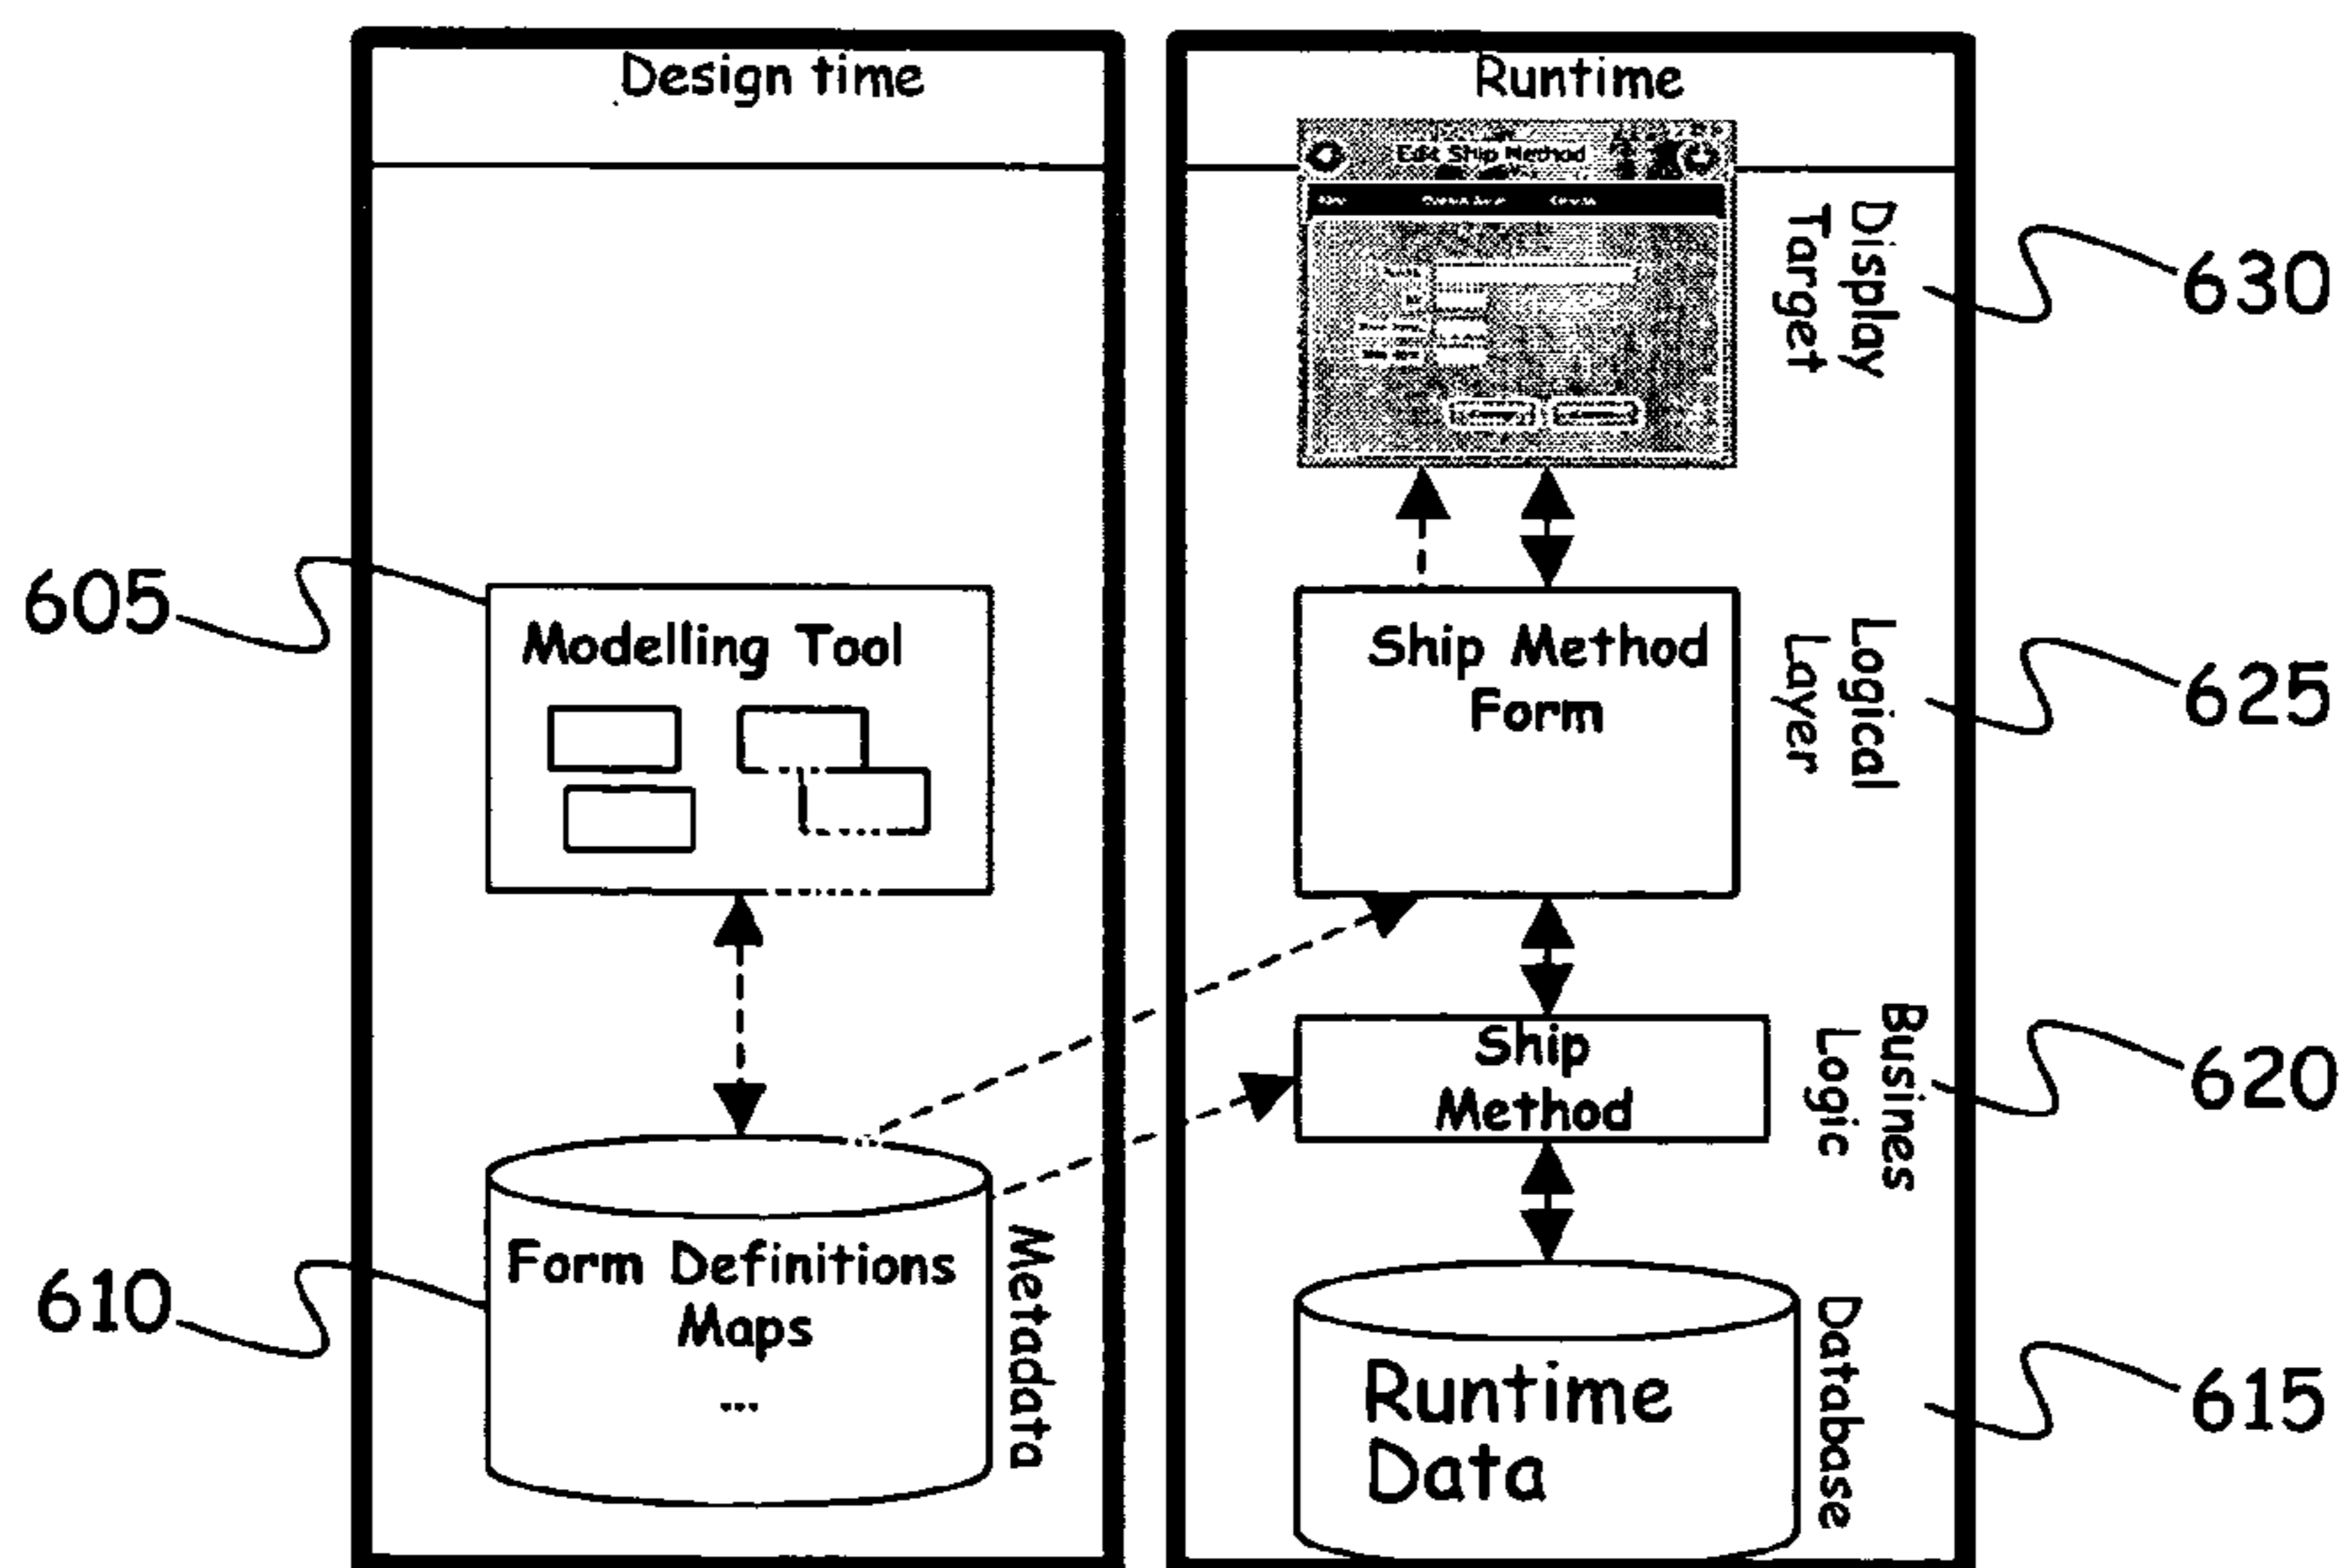 Design time
Runtime
Edit Ship Method
Display
Target
630
605
Modelling Tool
Ship Method
Form
Logical
Layer
625
Ship
Method
Busines
Logic
620
610
Form Definitions
Maps
...
Metadata
Runtime
Data
Database
615